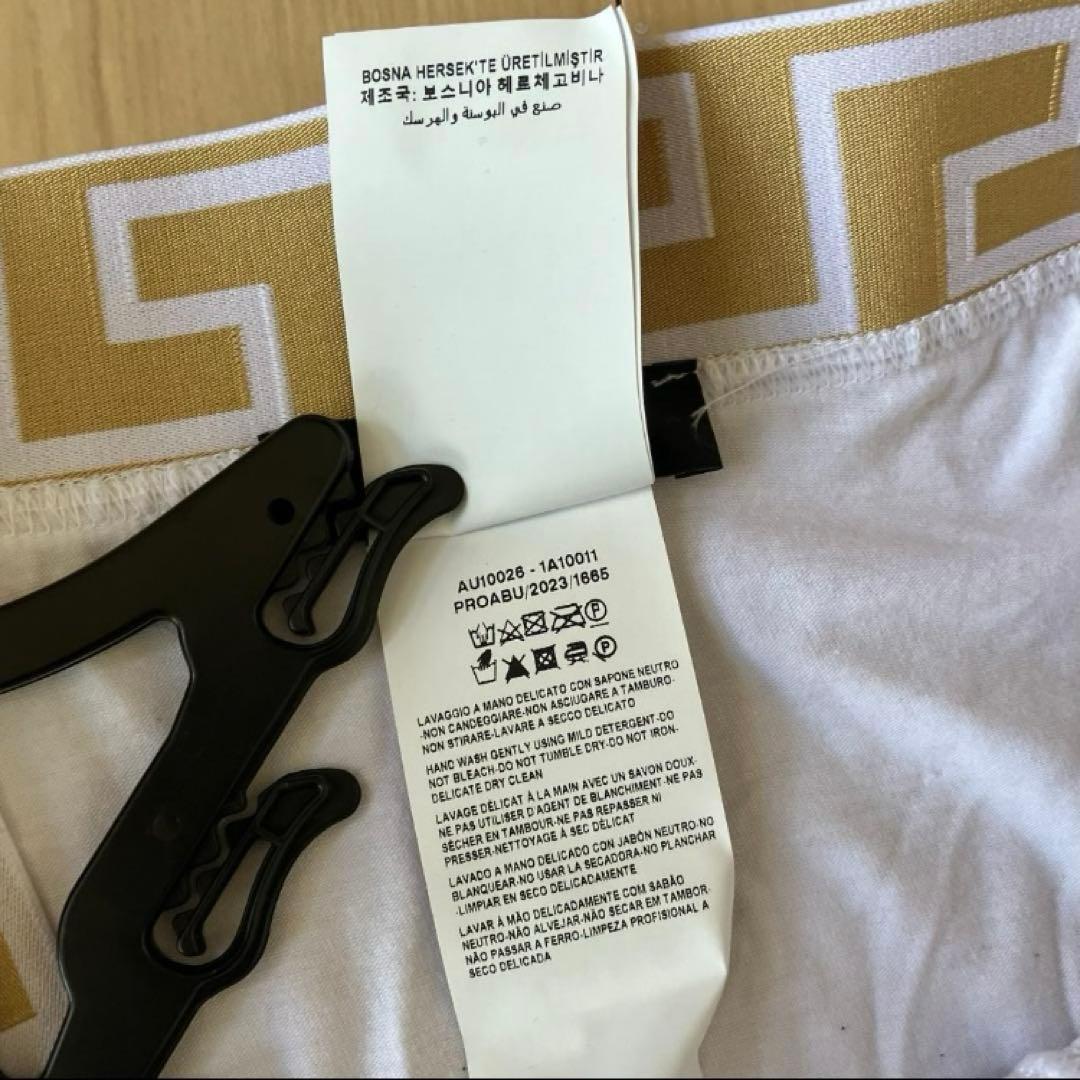 BOSNA HERSEK'TE ÜRETİLMİŞTİR
제조국: 보스니아 헤르체고비나
صنع في البوسنة والهرسك
AU10026 - 1A10011
PROABU/2023/1665
P
P
LAVAGGIO A MANO DELICATO CON SAPONE NEUTRO
-NON CANDEGGIARE-NON ASCIUGARE A TAMBURO-
NON STIRARE-LAVARE A SECCO DELICATO
HAND WASH GENTLY USING MILD DETERGENT-DO
NOT BLEACH-DO NOT TUMBLE DRY-DO NOT IRON-
DELICATE DRY CLEAN
LAVAGE DÉLICAT À LA MAIN AVEC UN SAVON DOUX-
NE PAS UTILISER D'AGENT DE BLANCHIMENT-NE PAS
SÉCHER EN TAMBOUR-NE PAS REPASSER NI
PRESSER-NETTOYAGE À SEC DÉLICAT
LAVADO A MANO DELICADO CON JABÓN NEUTRO-NO
BLANQUEAR-NO USAR LA SECADORA-NO PLANCHAR
-LIMPIAR EN SECO DELICADAMENTE
LAVAR À MÃO DELICADAMENTE COM SABÃO
NEUTRO-NÃO ALVEJAR-NÃO SECAR EM TAMBOR-
NÃO PASSAR A FERRO-LIMPEZA PROFISIONAL A
SECO DELICADA